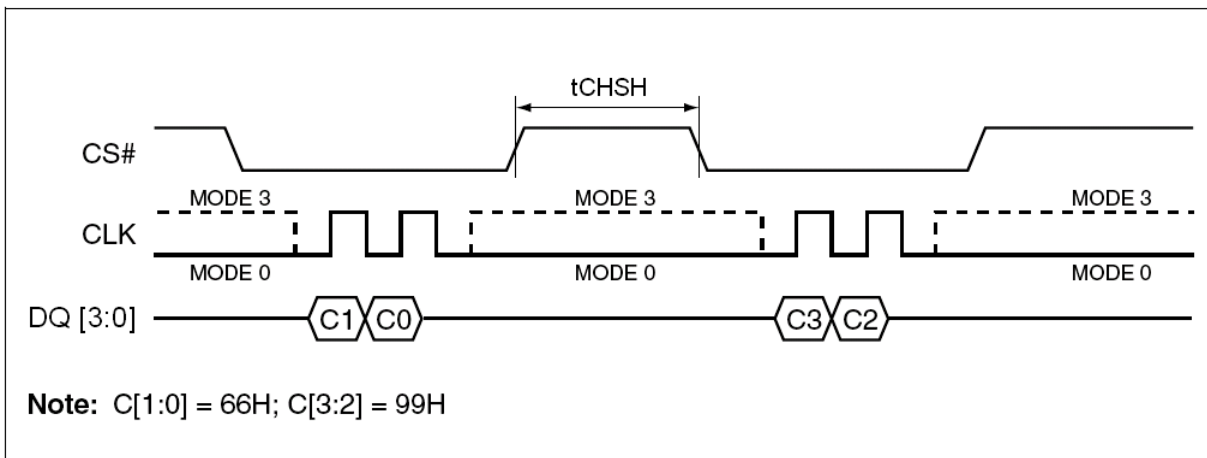 tCHSH
CS#
MODE 3 MODE 3 MODE 3
CLK
MODE 0 MODE 0 MODE 0
DQ [3:0] C1 C0 C3 C2
Note: C[1:0] = 66H; C[3:2] = 99H